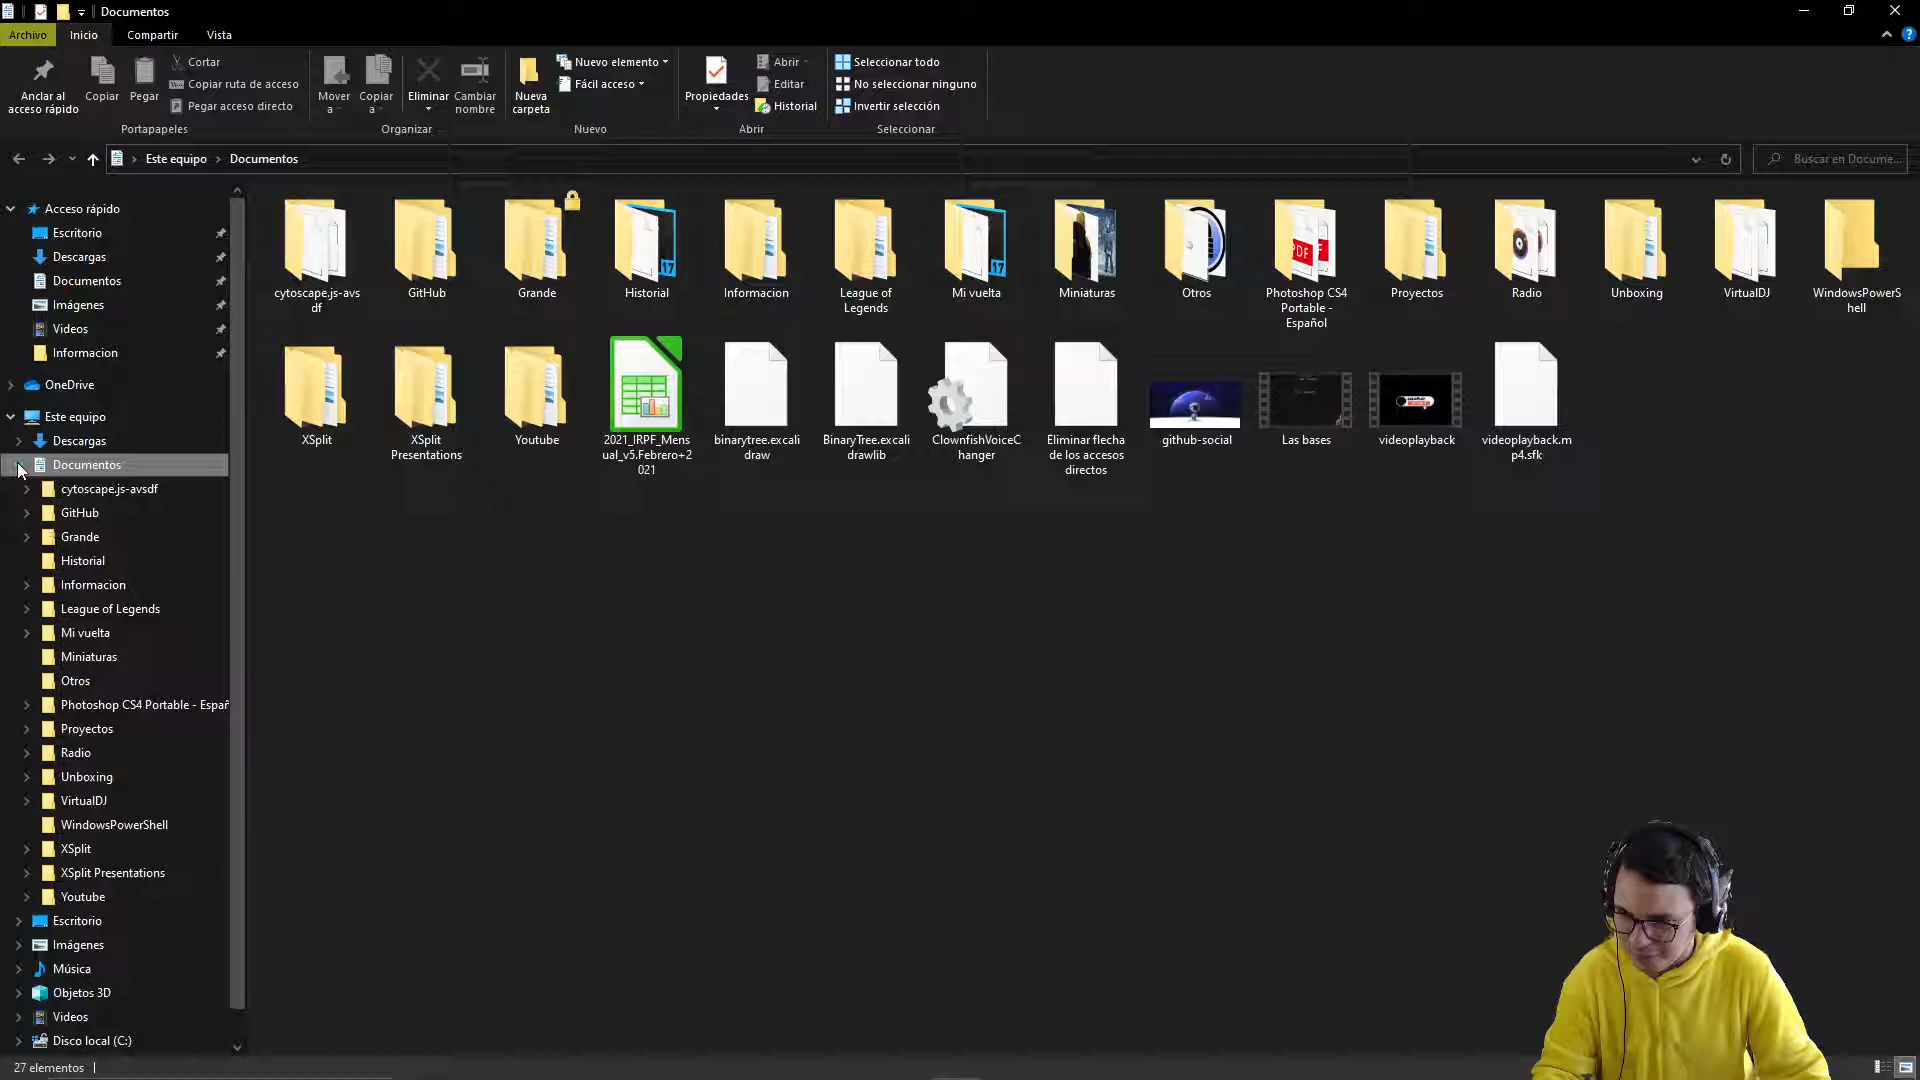 Documentos
Archivo
Inicio
Compartir
Vista
Anclar al
acceso rápido
Copiar
Pegar
Cortar
Copiar ruta de acceso
Pegar acceso directo
Portapapeles
Mover
a
Copiar
a
Eliminar
Cambiar
nombre
Organizar
Nueva
carpeta
Nuevo elemento
Fácil acceso
Nuevo
Propiedades
Abrir
Editar
Historial
Abrir
Seleccionar todo
No seleccionar ninguno
Invertir selección
Seleccionar
Este equipo
Documentos
Buscar en Docume...
Acceso rápido
Escritorio
Descargas
Documentos
Imágenes
Videos
Informacion
OneDrive
Este equipo
Descargas
Documentos
cytoscape.js-avsdf
GitHub
Grande
Historial
Informacion
League of Legends
Mi vuelta
Miniaturas
Otros
Photoshop CS4 Portable - Españ
Proyectos
Radio
Unboxing
VirtualDJ
WindowsPowerShell
XSplit
XSplit Presentations
Youtube
Escritorio
Imágenes
Música
Objetos 3D
Videos
Disco local (C:)
cytoscape.js-avs
df
GitHub
Grande
17
Historial
Informacion
League of
Legends
17
Mi vuelta
Miniaturas
Otros
PDF
Photoshop CS4
Portable -
Español
Proyectos
Radio
Unboxing
VirtualDJ
WindowsPowerS
hell
XSplit
XSplit
Presentations
Youtube
2021_IRPF_Mens
ual_v5.Febrero+2
021
binarytree.excali
draw
BinaryTree.excali
drawlib
ClownfishVoiceC
hanger
Eliminar flecha
de los accesos
directos
github-social
Las bases
videoplayback
videoplayback.m
p4.sfk
27 elementos